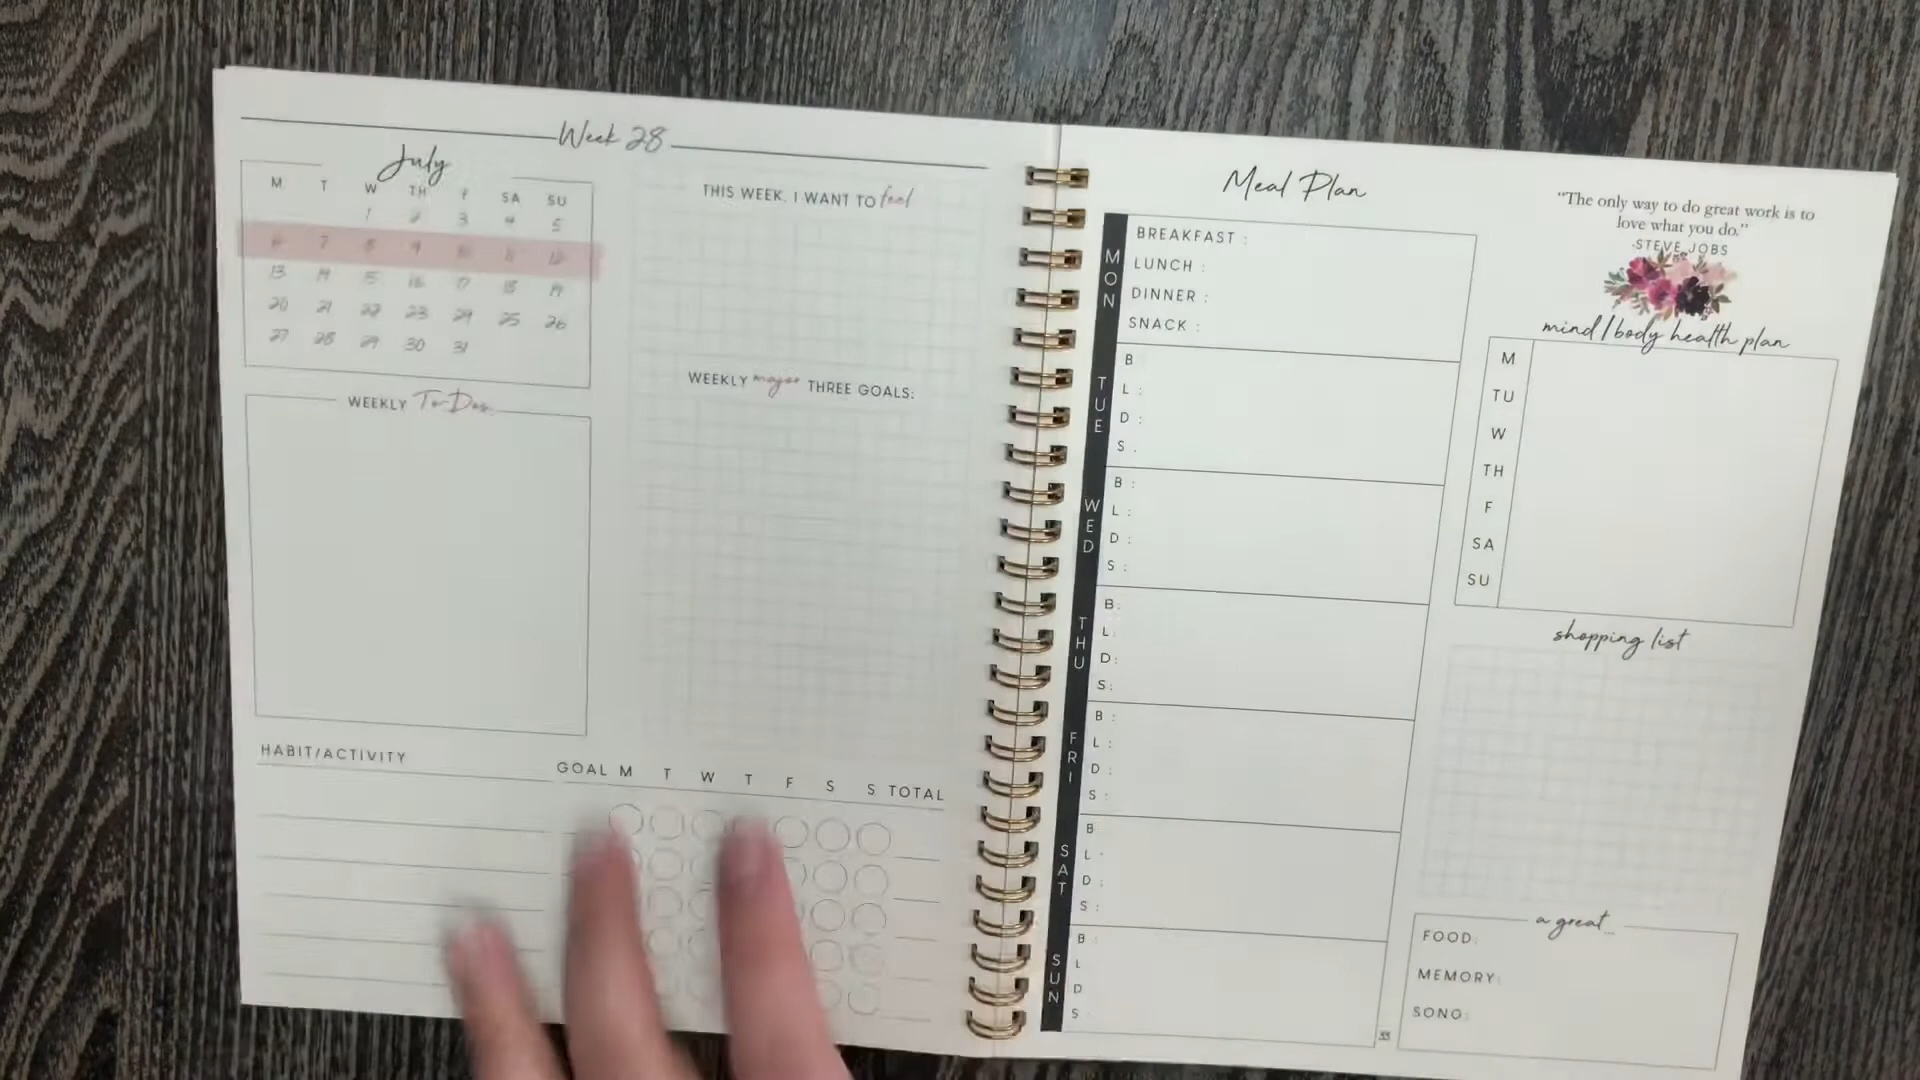 Week 28
July
M T W TH F SA SU
1 2 3 4 5
6 7 8 9 10 11 12
13 14 15 16 17 18 19
20 21 22 23 24 25 26
27 28 29 30 31
WEEKLY To-Dos
THIS WEEK, I WANT TO feel
WEEKLY major THREE GOALS:
HABIT/ACTIVITY GOAL M T W T F S S TOTAL
Meal Plan
MON
BREAKFAST :
LUNCH :
DINNER :
SNACK :
TUE
B
L :
D :
S .
WED
B :
L :
D :
S :
THU
B:
L:
D:
S:
FRI
B :
L :
D :
S :
SAT
B
L
D :
S :
SUN
B
L
D
S
33
"The only way to do great work is to
love what you do."
-STEVE JOBS
mind/body health plan
M
TU
W
TH
F
SA
SU
shopping list
a great...
FOOD:
MEMORY:
SONG: